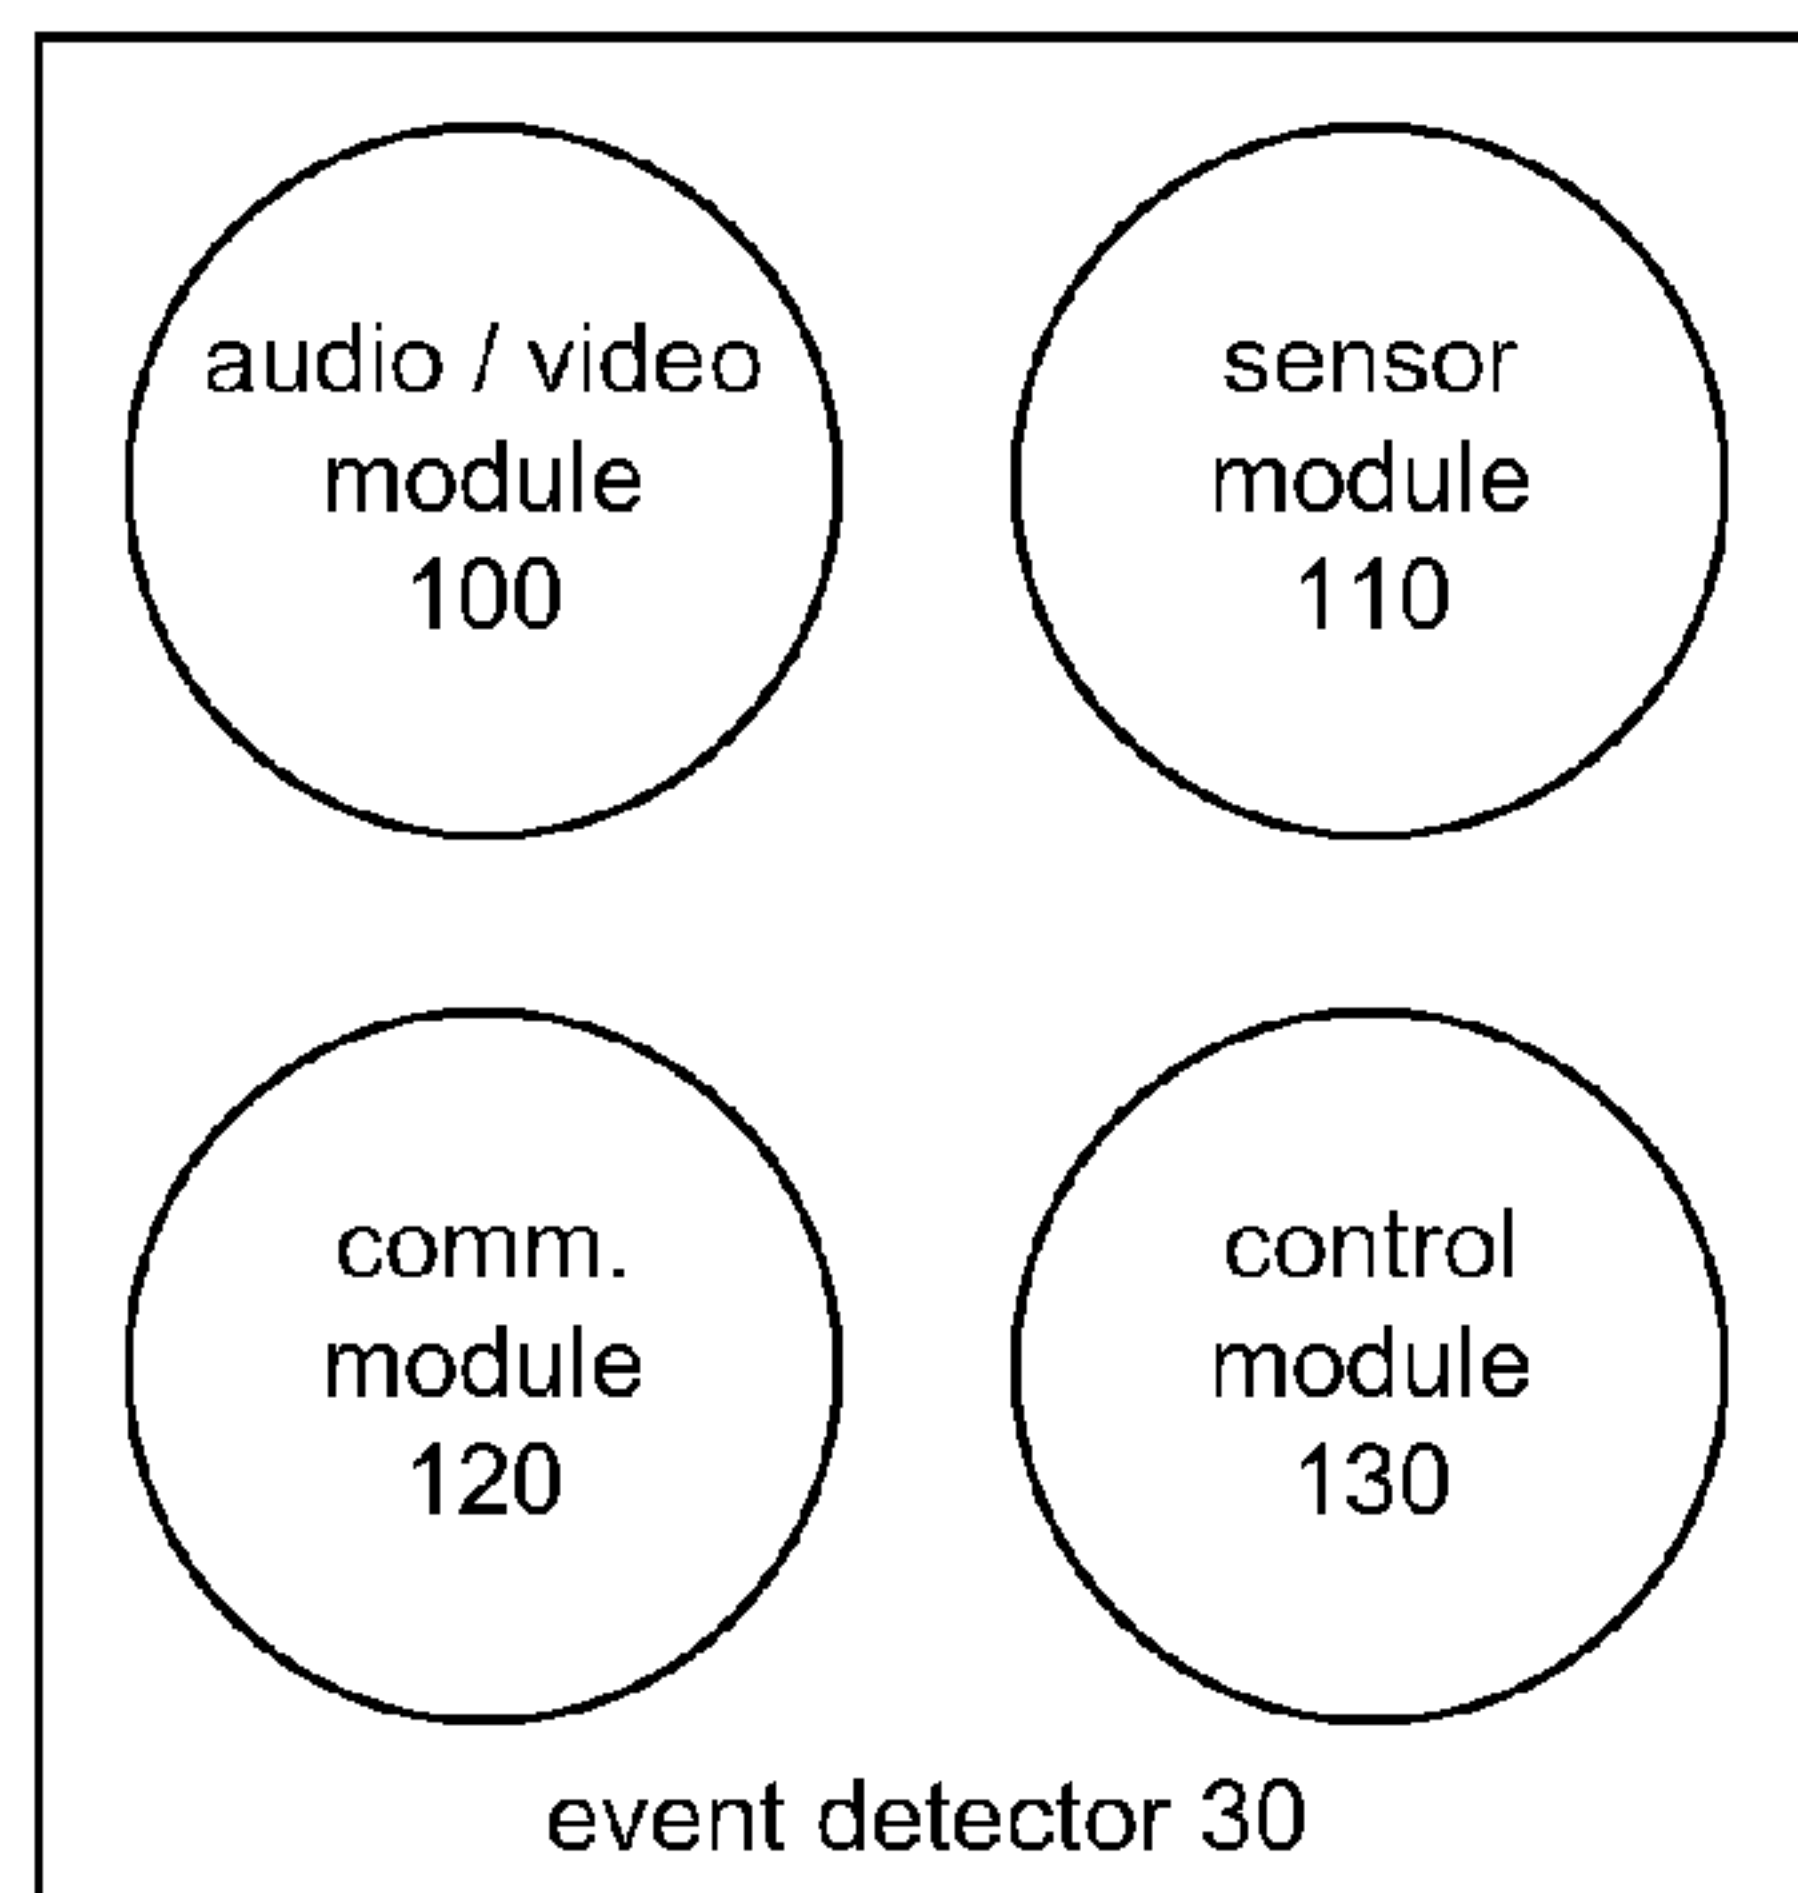 audio / video
module
100
sensor
module
110
comm.
module
120
control
module
130
event detector 30